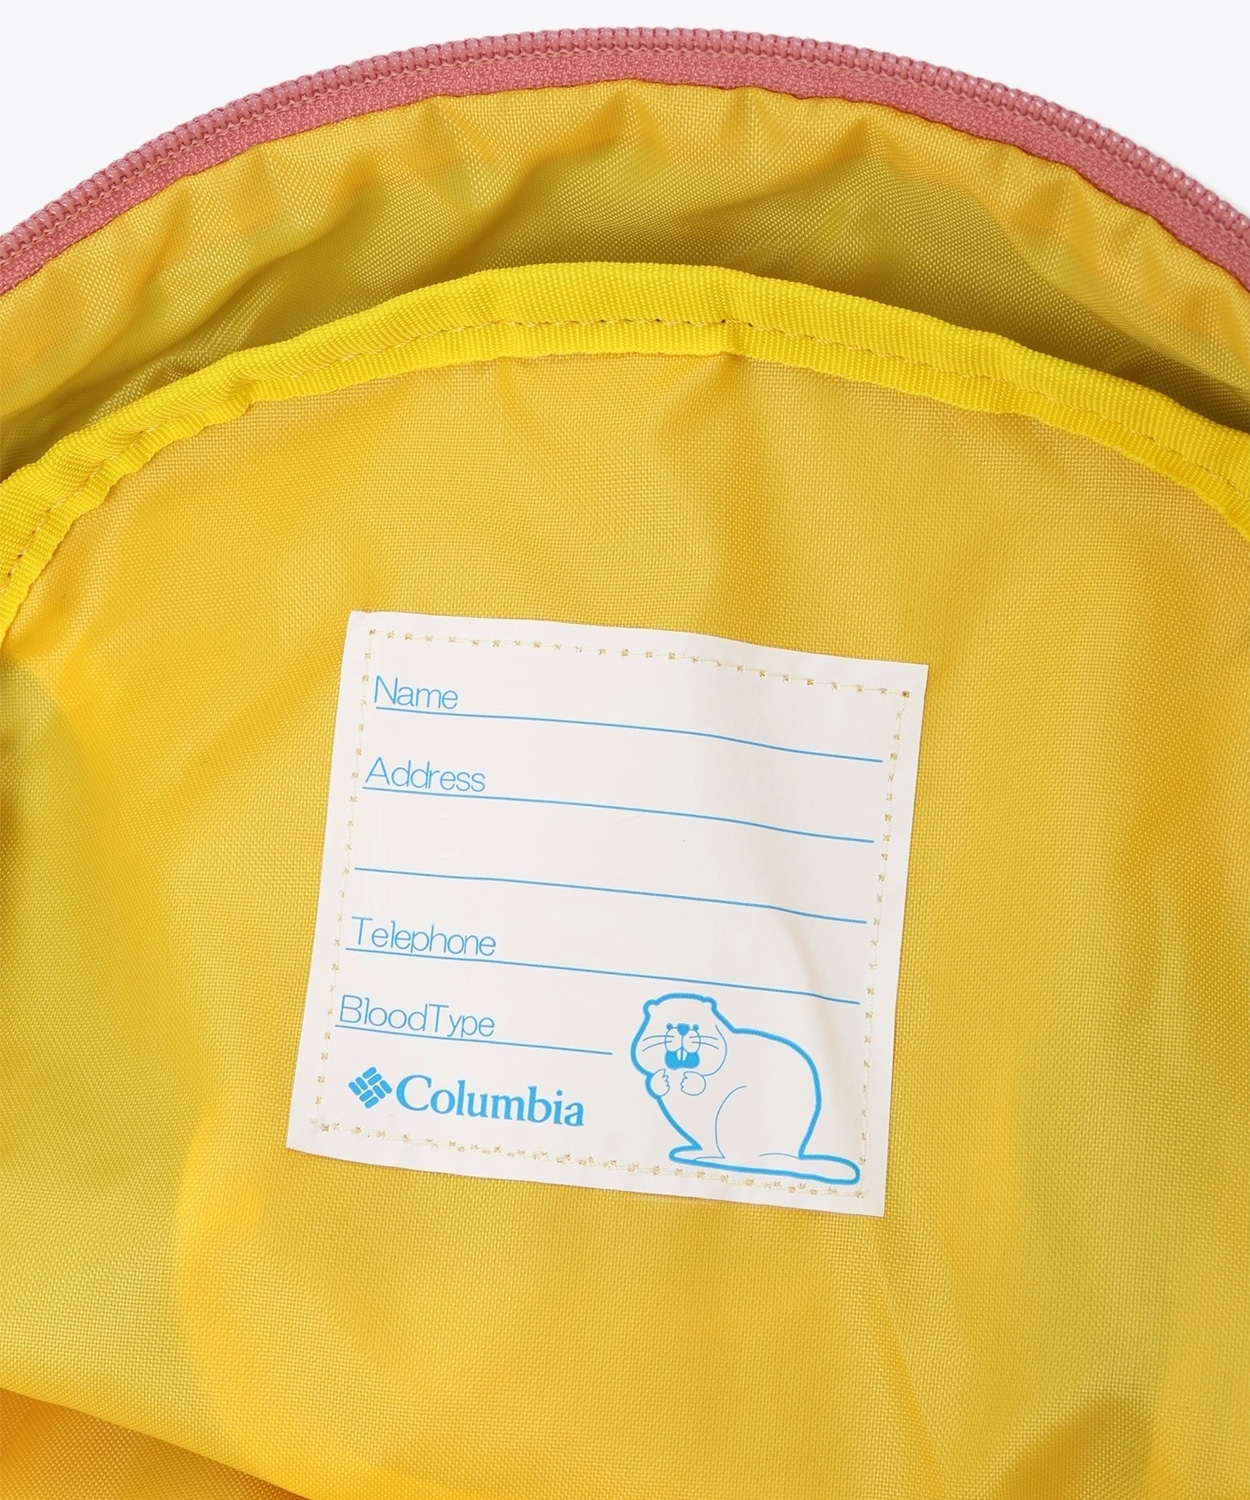 Name
Address
Telephone
BloodType
Columbia